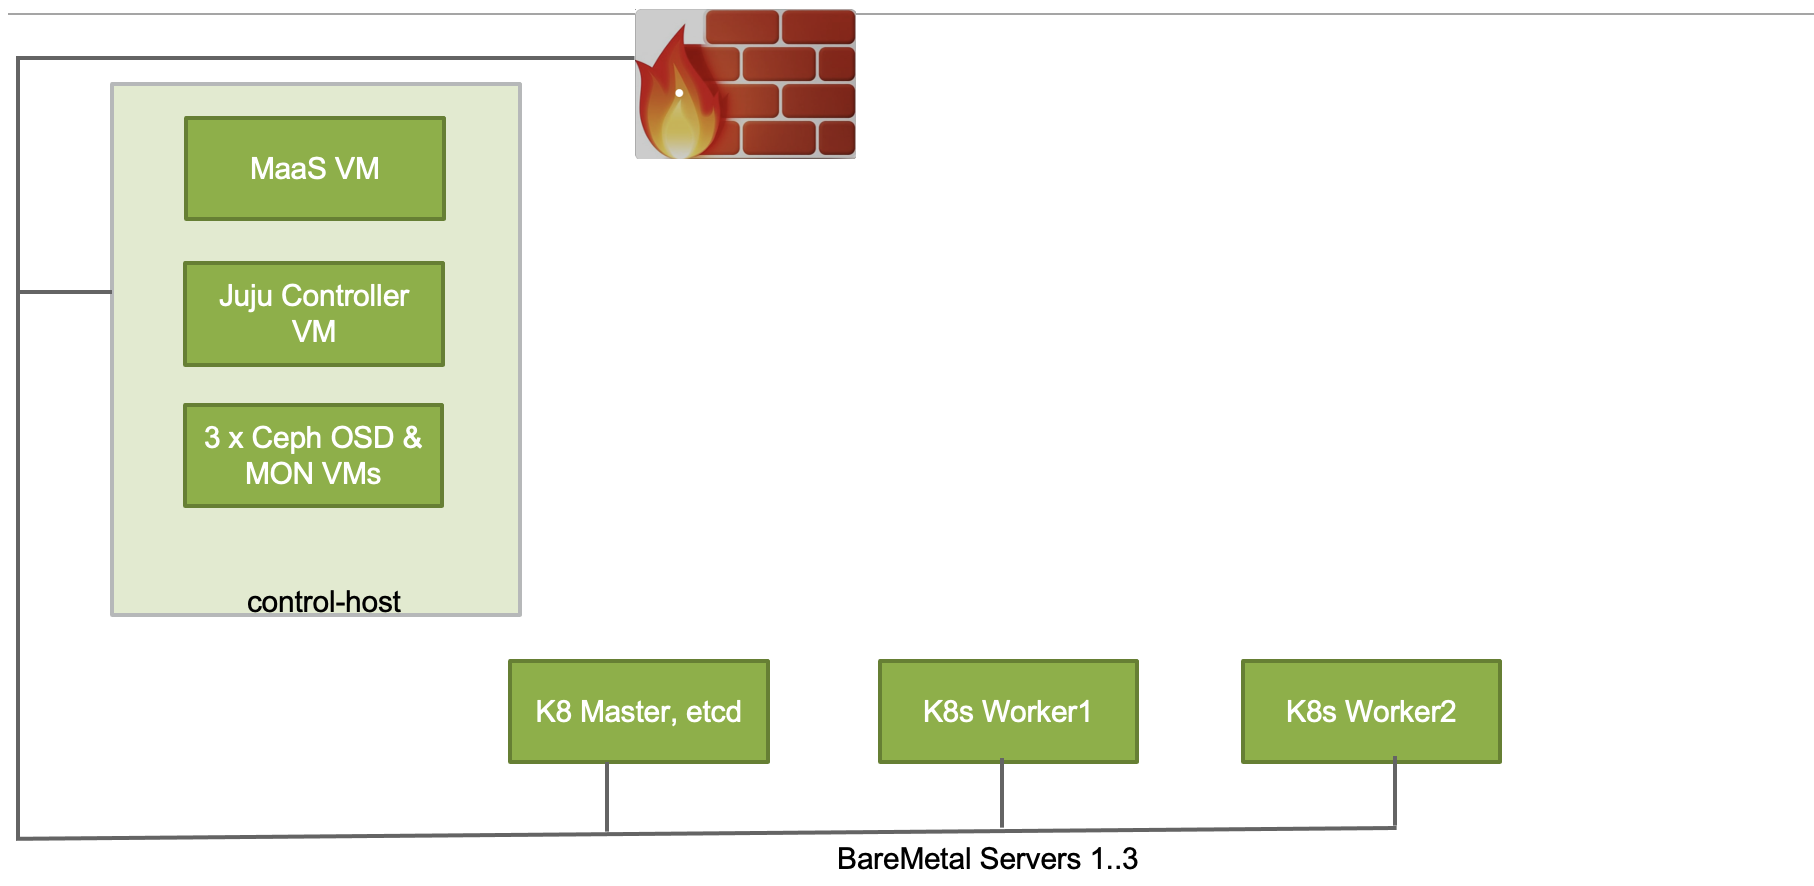 MaaS VM
Juju Controller
VM
3 x Ceph OSD &
MON VMs
control-host
K8 Master, etcd
K8s Worker1
K8s Worker2
BareMetal Servers 1..3